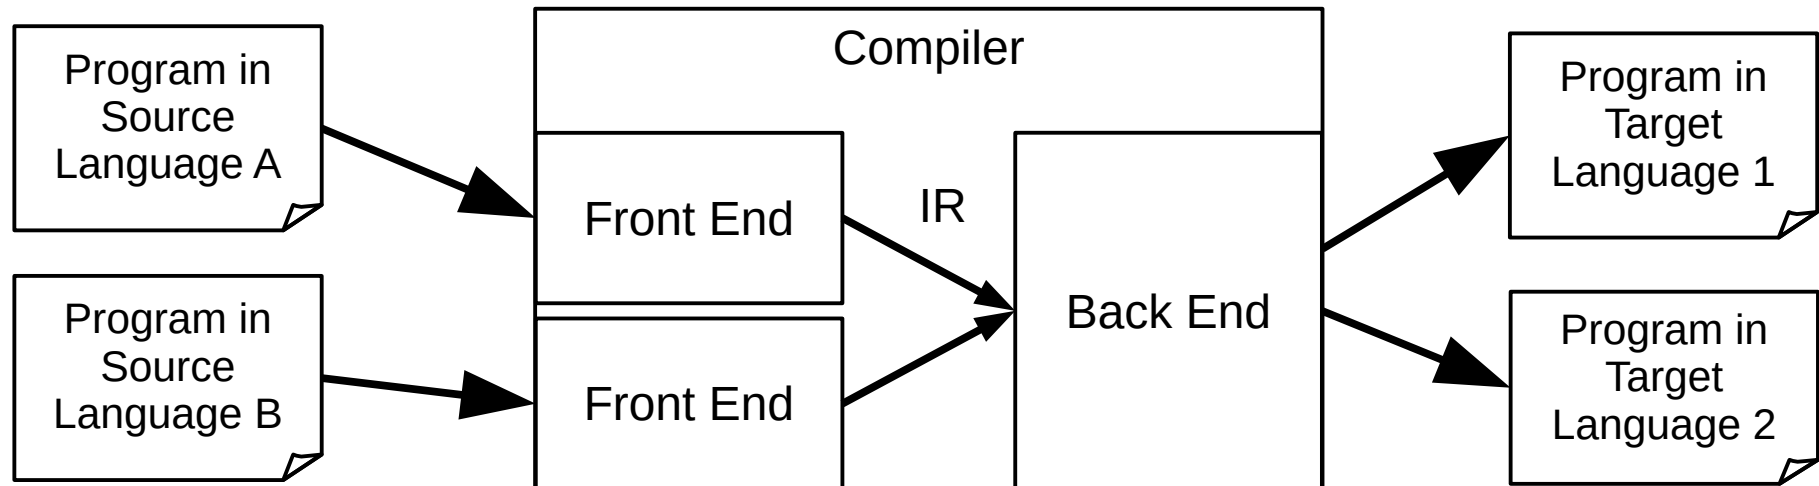 Compiler
Program in
Source
Language A
Program in
Source
Language B
Front End
Front End
IR
Back End
Program in
Target
Language 1
Program in
Target
Language 2